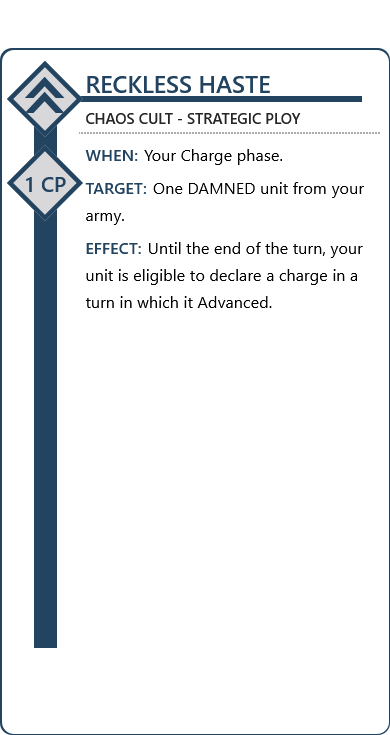 RECKLESS HASTE
CHAOS CULT - STRATEGIC PLOY
1 CP
WHEN: Your Charge phase.
TARGET: One DAMNED unit from your
army.
EFFECT: Until the end of the turn, your
unit is eligible to declare a charge in a
turn in which it Advanced.